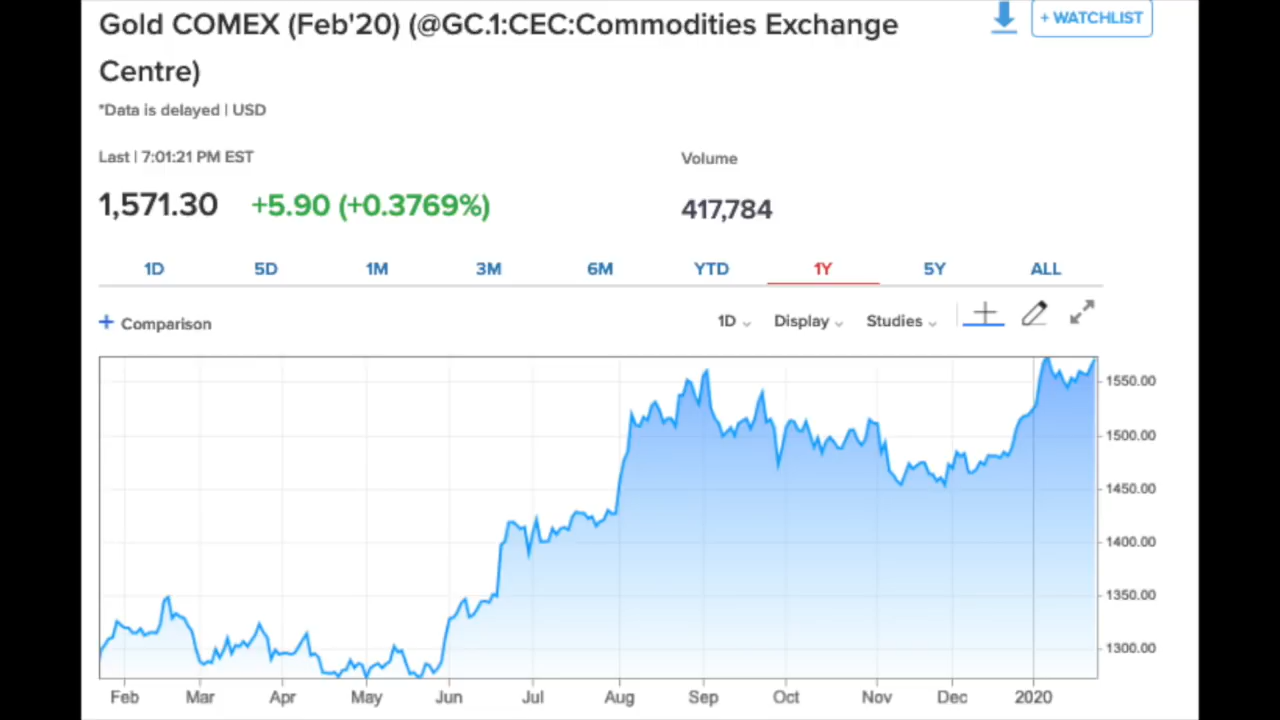 Gold COMEX (Feb'20) (@GC.1:CEC:Commodities Exchange
Centre)
+ WATCHLIST
*Data is delayed | USD
Last | 7:01:21 PM EST
Volume
1,571.30 +5.90 (+0.3769%)
417,784
1D 5D 1M 3M 6M YTD 1Y 5Y ALL
+ Comparison
1D Display Studies
1550.00
1500.00
1450.00
1400.00
1350.00
1300.00
Feb Mar Apr May Jun Jul Aug Sep Oct Nov Dec 2020